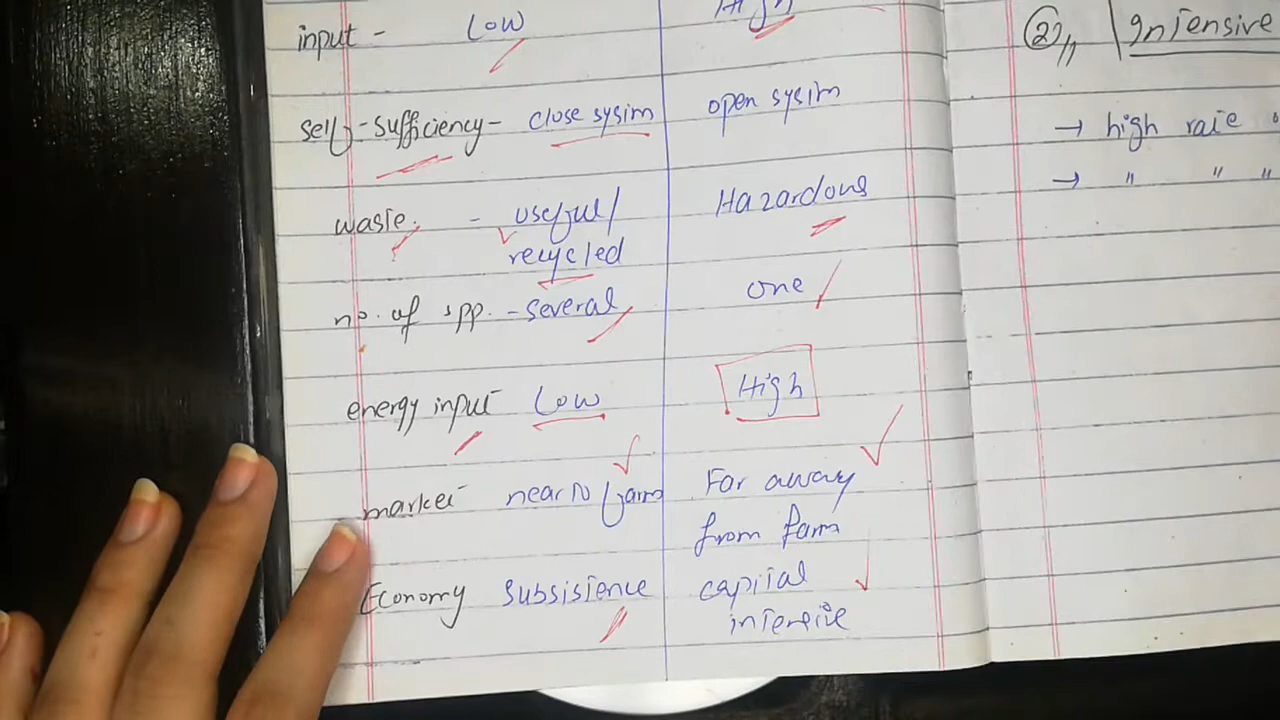 input - Low High
self-sufficiency- close sysim open sysim
waste. - useful/ Hazardous
recycled
no. of spp. - several one
energy input Low High
market near to farm Far away
from farm
Economy subsistence capital
intensive
2)," Intensive
→ high rate
→ " " "